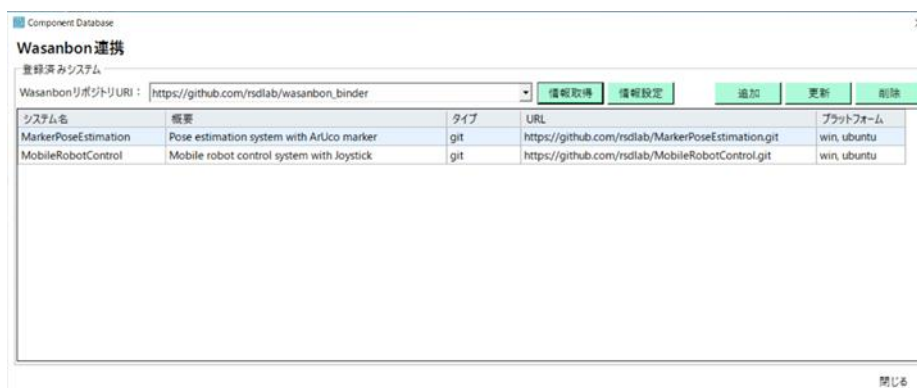 Component Database
Wasanbon連携
登録済みシステム
WasanbonリポジトリURI： https://github.com/rsdlab/wasanbon_binder 情報取得 情報設定 追加 更新 削除
システム名 概要 タイプ URL プラットフォーム
MarkerPoseEstimation Pose estimation system with ArUco marker git https://github.com/rsdlab/MarkerPoseEstimation.git win, ubuntu
MobileRobotControl Mobile robot control system with Joystick git https://github.com/rsdlab/MobileRobotControl.git win, ubuntu
閉じる